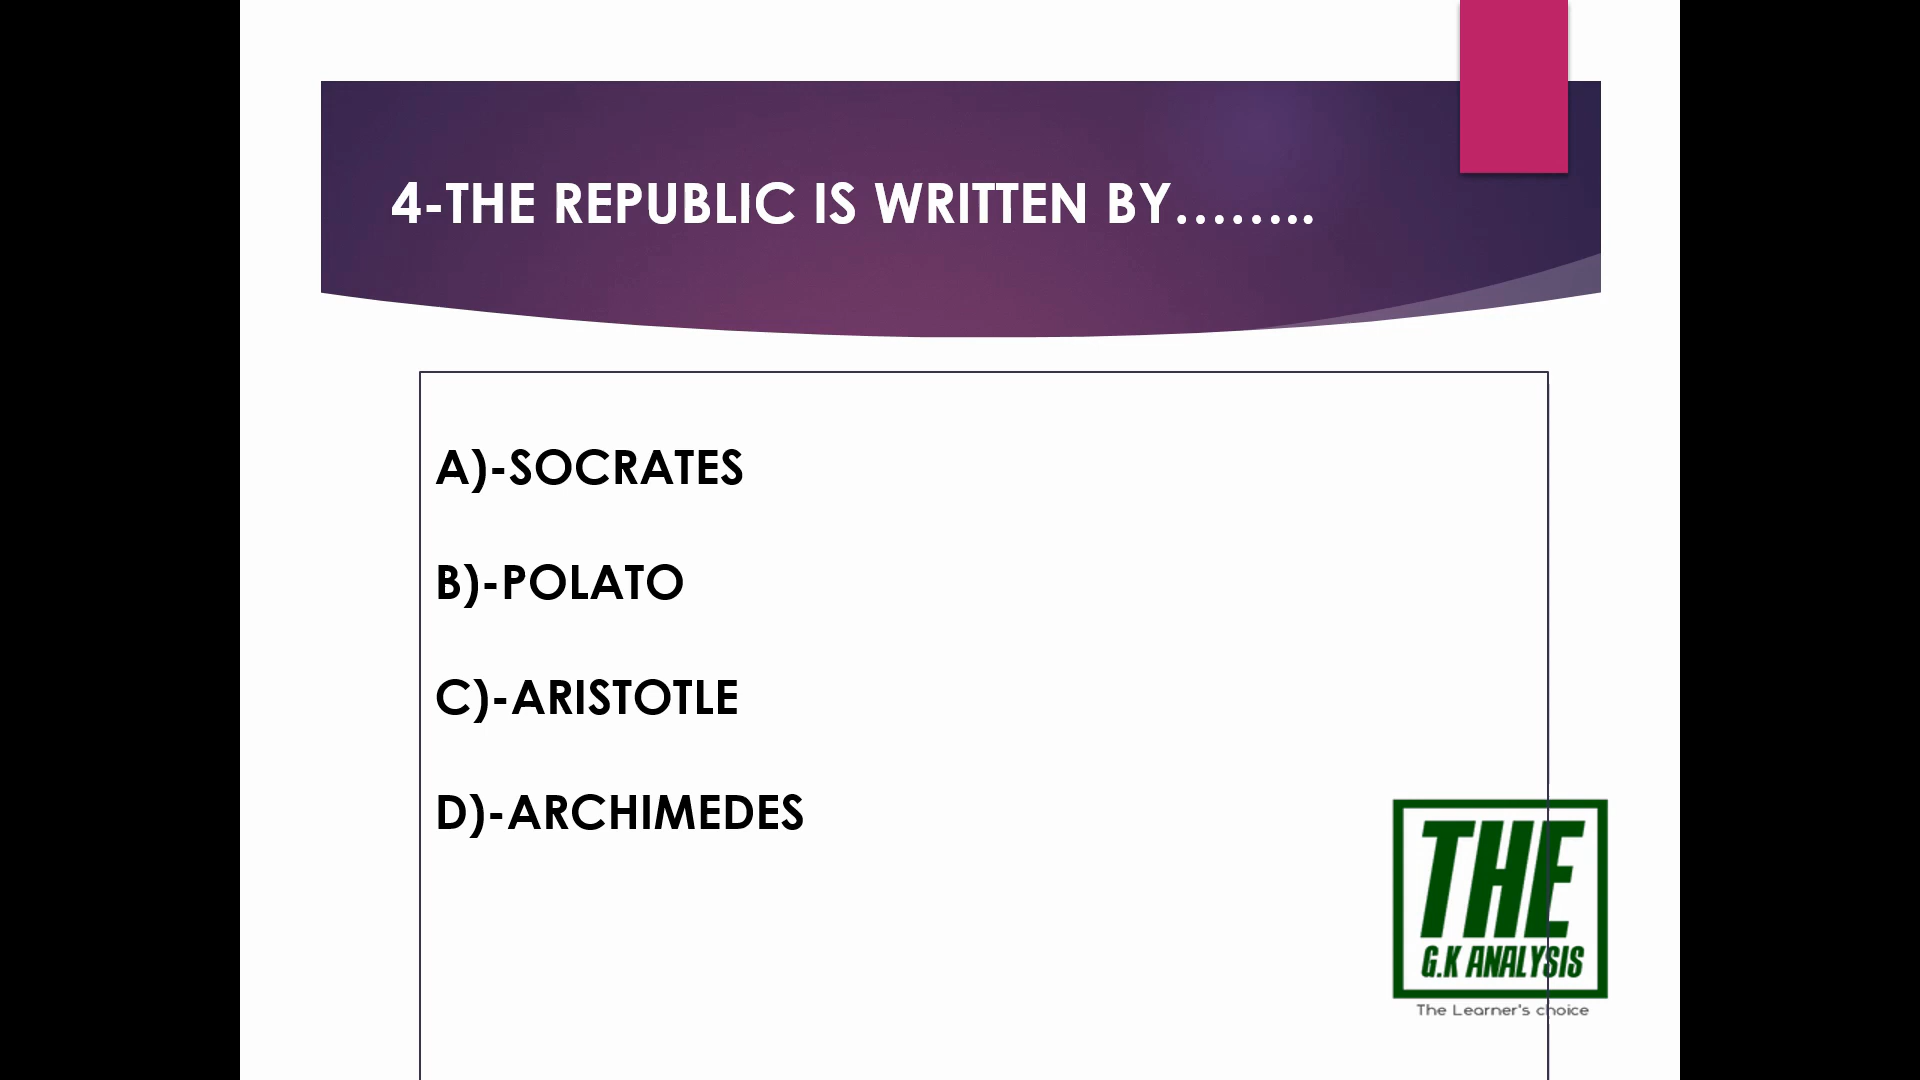 4-THE REPUBLIC IS WRITTEN BY……..
A)-SOCRATES
B)-POLATO
C)-ARISTOTLE
D)-ARCHIMEDES
THE
G.K ANALYSIS
The Learner's choice